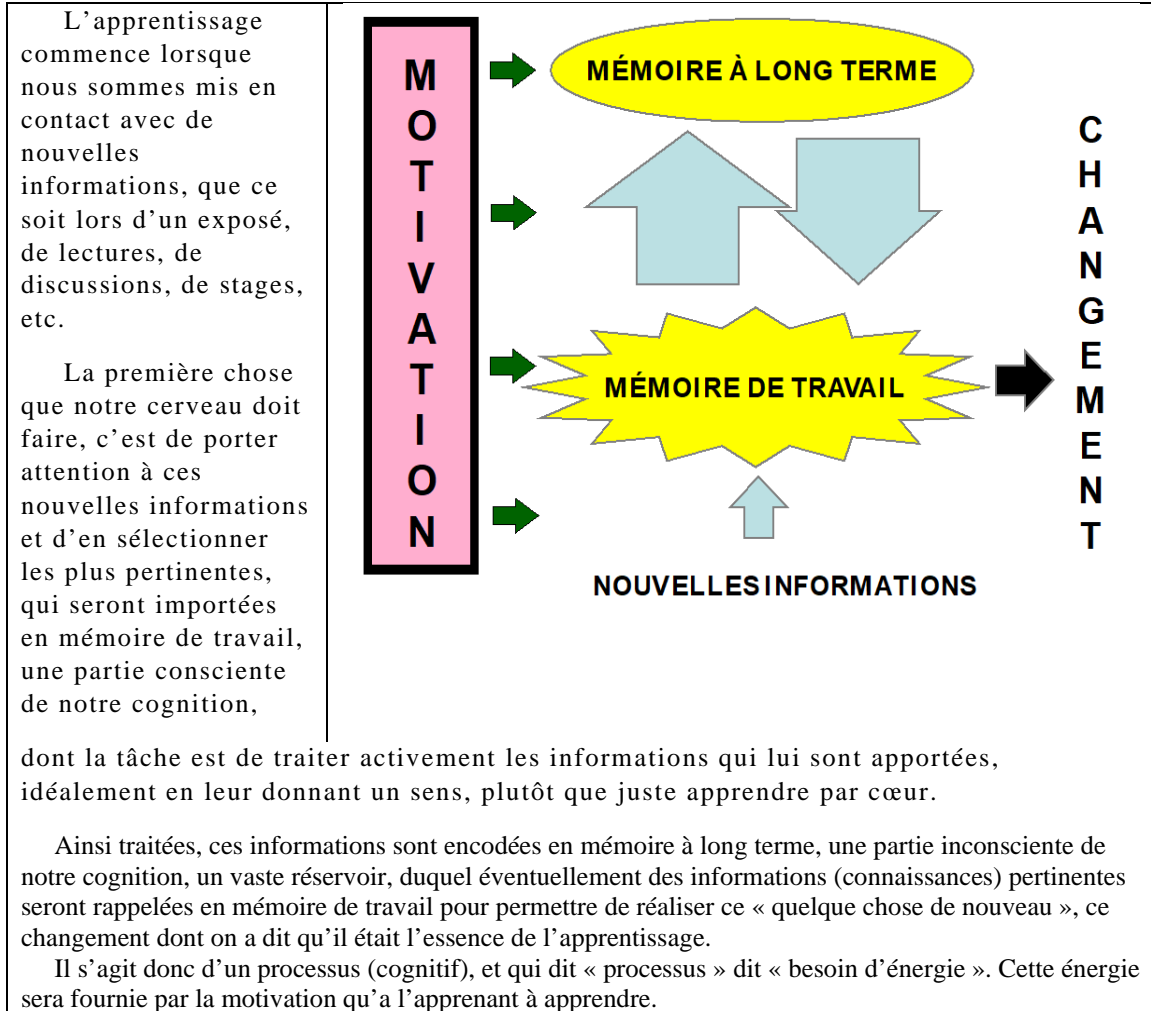 L’apprentissage
commence lorsque
nous sommes mis en
contact avec de
nouvelles
informations, que ce
soit lors d’un exposé,
de lectures, de
discussions, de stages,
etc.
La première chose
que notre cerveau doit
faire, c’est de porter
attention à ces
nouvelles informations
et d’en sélectionner
les plus pertinentes,
qui seront importées
en mémoire de travail,
une partie consciente
de notre cognition,
MOTIVATION
MÉMOIRE À LONG TERME
MÉMOIRE DE TRAVAIL
NOUVELLES INFORMATIONS
CHANGEMENT
dont la tâche est de traiter activement les informations qui lui sont apportées,
idéalement en leur donnant un sens, plutôt que juste apprendre par cœur.
Ainsi traitées, ces informations sont encodées en mémoire à long terme, une partie inconsciente de
notre cognition, un vaste réservoir, duquel éventuellement des informations (connaissances) pertinentes
seront rappelées en mémoire de travail pour permettre de réaliser ce « quelque chose de nouveau », ce
changement dont on a dit qu’il était l’essence de l’apprentissage.
Il s’agit donc d’un processus (cognitif), et qui dit « processus » dit « besoin d’énergie ». Cette énergie
sera fournie par la motivation qu’a l’apprenant à apprendre.